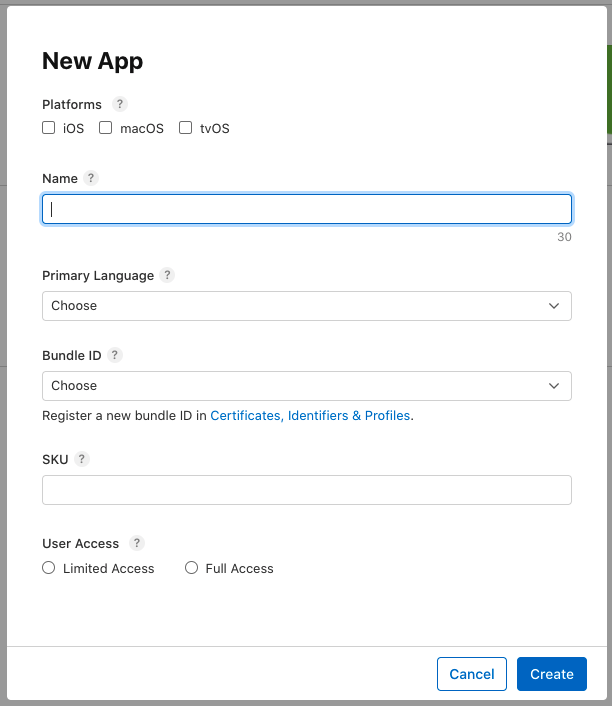 New App
Platforms ?
iOS macOS tvOS
Name ?
30
Primary Language ?
Choose
Bundle ID ?
Choose
Register a new bundle ID in Certificates, Identifiers & Profiles.
SKU ?
User Access ?
Limited Access Full Access
Cancel Create